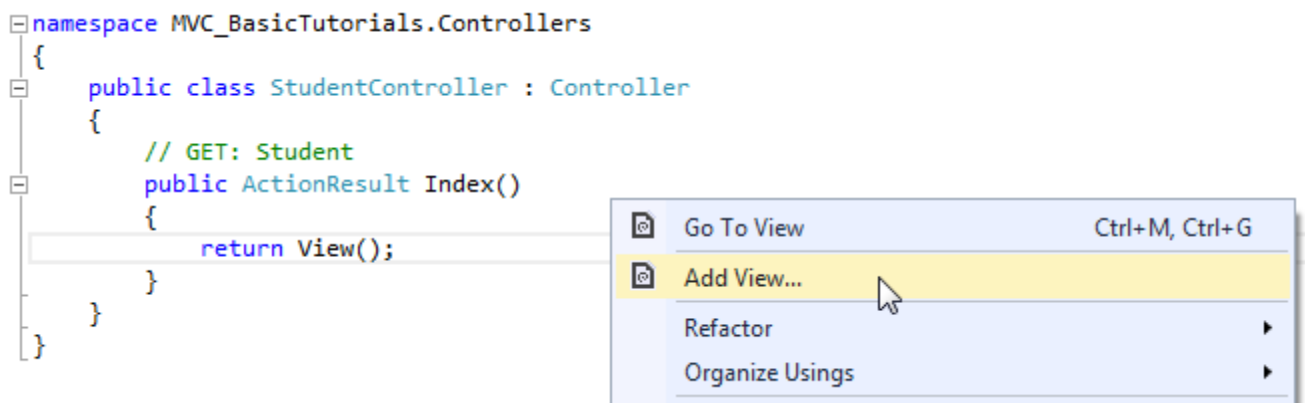 namespace MVC_BasicTutorials.Controllers
{
public class StudentController : Controller
{
// GET: Student
public ActionResult Index()
{
return View();
}
}
}
Go To View Ctrl+M, Ctrl+G
Add View...
Refactor
Organize Usings